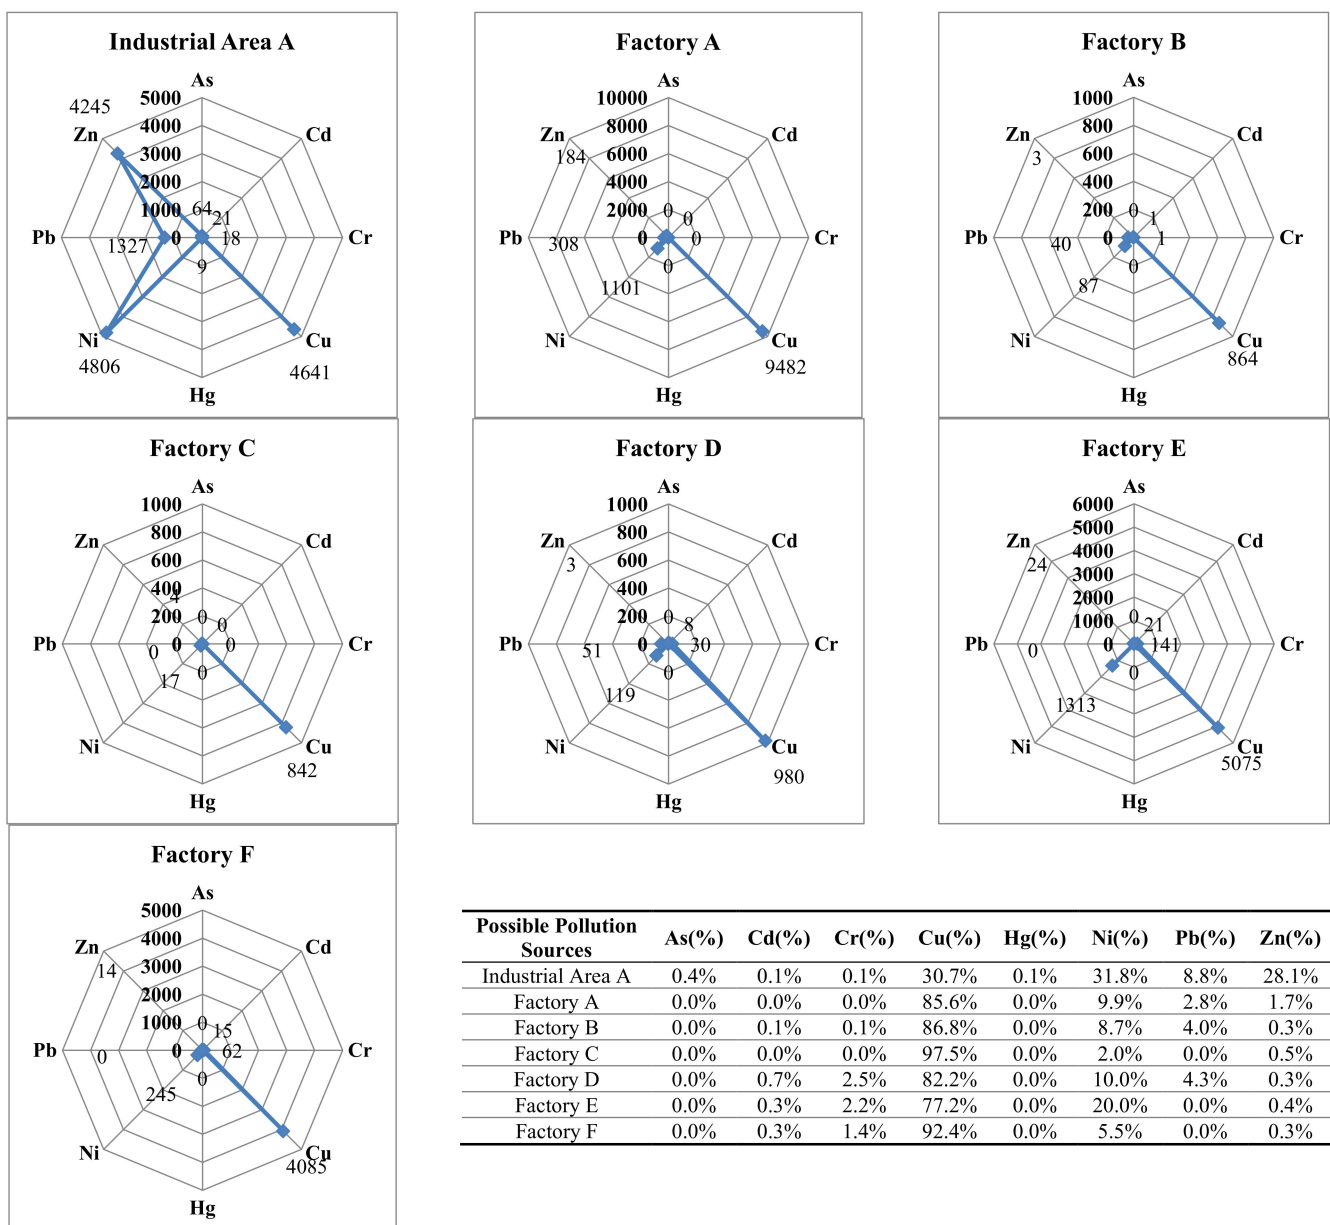 Industrial Area A
As
5000
4245
Zn
4000
Cd
3000
2000
1000
64
21
Pb
1327
0
18
Cr
9
Ni
4806
Cu
4641
Hg
Factory A
As
10000
Zn
8000
Cd
184
6000
4000
2000
0
0
Pb
308
0
0
Cr
0
1101
Ni
Cu
9482
Hg
Factory B
As
1000
Zn
800
Cd
3
600
400
200
0
1
Pb
40
0
1
Cr
0
87
Ni
Cu
864
Hg
Factory C
As
1000
Zn
800
Cd
600
400
4
200
0
0
Pb
0
0
0
Cr
0
17
Ni
Cu
842
Hg
Factory D
As
1000
Zn
800
Cd
3
600
400
200
0
8
Pb
51
0
30
Cr
0
119
Ni
Cu
980
Hg
Factory E
As
6000
5000
Zn
Cd
24
4000
3000
2000
1000
0
21
Pb
0
0
141
Cr
0
1313
Ni
Cu
5075
Hg
Factory F
As
5000
Zn
4000
Cd
14
3000
2000
1000
0
15
Pb
0
0
62
Cr
0
245
Ni
Cu
4085
Hg
Possible Pollution
Sources As(%) Cd(%) Cr(%) Cu(%) Hg(%) Ni(%) Pb(%) Zn(%)
Industrial Area A 0.4% 0.1% 0.1% 30.7% 0.1% 31.8% 8.8% 28.1%
Factory A 0.0% 0.0% 0.0% 85.6% 0.0% 9.9% 2.8% 1.7%
Factory B 0.0% 0.1% 0.1% 86.8% 0.0% 8.7% 4.0% 0.3%
Factory C 0.0% 0.0% 0.0% 97.5% 0.0% 2.0% 0.0% 0.5%
Factory D 0.0% 0.7% 2.5% 82.2% 0.0% 10.0% 4.3% 0.3%
Factory E 0.0% 0.3% 2.2% 77.2% 0.0% 20.0% 0.0% 0.4%
Factory F 0.0% 0.3% 1.4% 92.4% 0.0% 5.5% 0.0% 0.3%